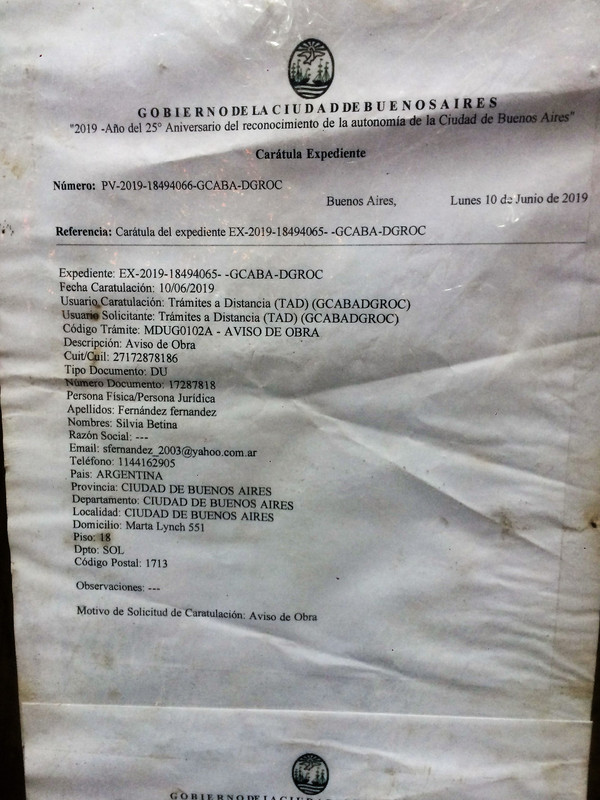 GOBIERNO DE LA CIUDAD DE BUENOS AIRES
"2019 -Año del 25° Aniversario del reconocimiento de la autonomía de la Ciudad de Buenos Aires"
Carátula Expediente
Número: PV-2019-18494066-GCABA-DGROC
Buenos Aires,
Lunes 10 de Junio de 2019
Referencia: Carátula del expediente EX-2019-18494065- -GCABA-DGROC
Expediente: EX-2019-18494065- -GCABA-DGROC
Fecha Caratulación: 10/06/2019
Usuario Caratulación: Trámites a Distancia (TAD) (GCABADGROC)
Usuario Solicitante: Trámites a Distancia (TAD) (GCABADGROC)
Código Trámite: MDUG0102A - AVISO DE OBRA
Descripción: Aviso de Obra
Cuit/Cuil: 27172878186
Tipo Documento: DU
Número Documento: 17287818
Persona Física/Persona Jurídica
Apellidos: Fernández fernandez
Nombres: Silvia Betina
Razón Social: ---
Email: sfernandez_2003@yahoo.com.ar
Teléfono: 1144162905
Pais: ARGENTINA
Provincia: CIUDAD DE BUENOS AIRES
Departamento: CIUDAD DE BUENOS AIRES
Localidad: CIUDAD DE BUENOS AIRES
Domicilio: Marta Lynch 551
Piso: 18
Dpto: SOL
Código Postal: 1713
Observaciones: ---
Motivo de Solicitud de Caratulación: Aviso de Obra
GOBIERNO DE LA CIUDAD